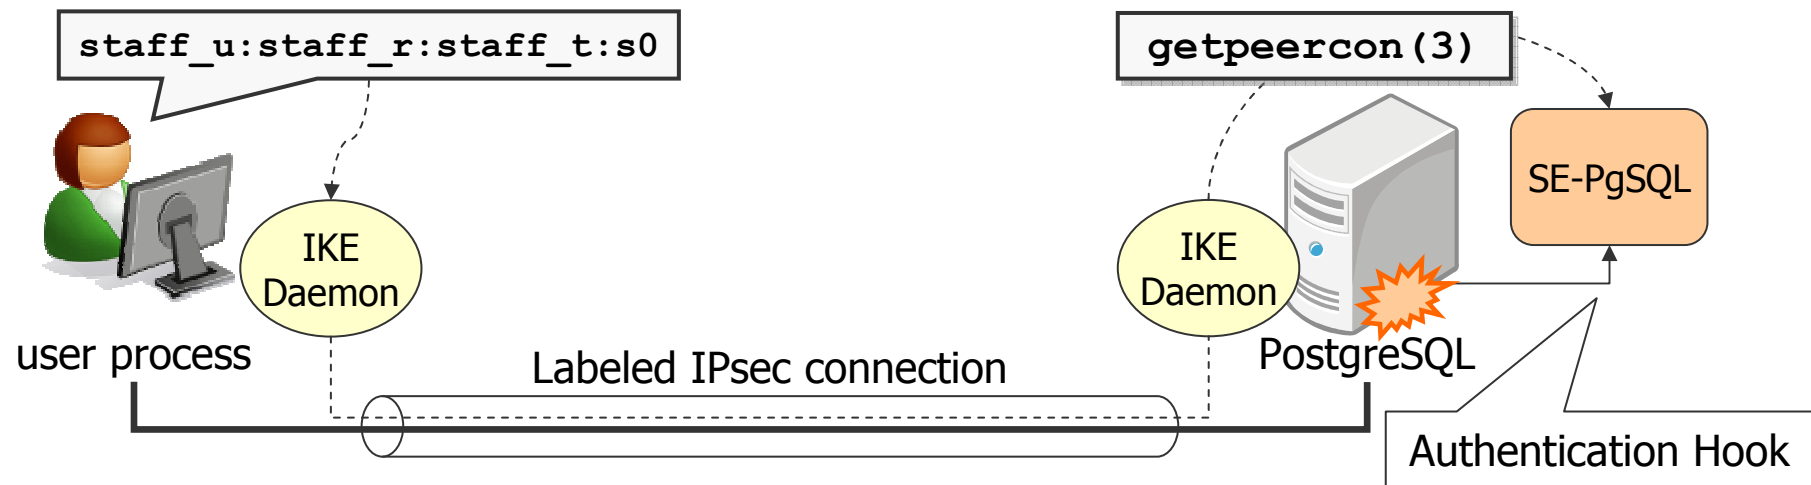 staff_u:staff_r:staff_t:s0
getpeercon(3)
SE-PgSQL
IKE
Daemon
IKE
Daemon
user process
Labeled IPsec connection
PostgreSQL
Authentication Hook